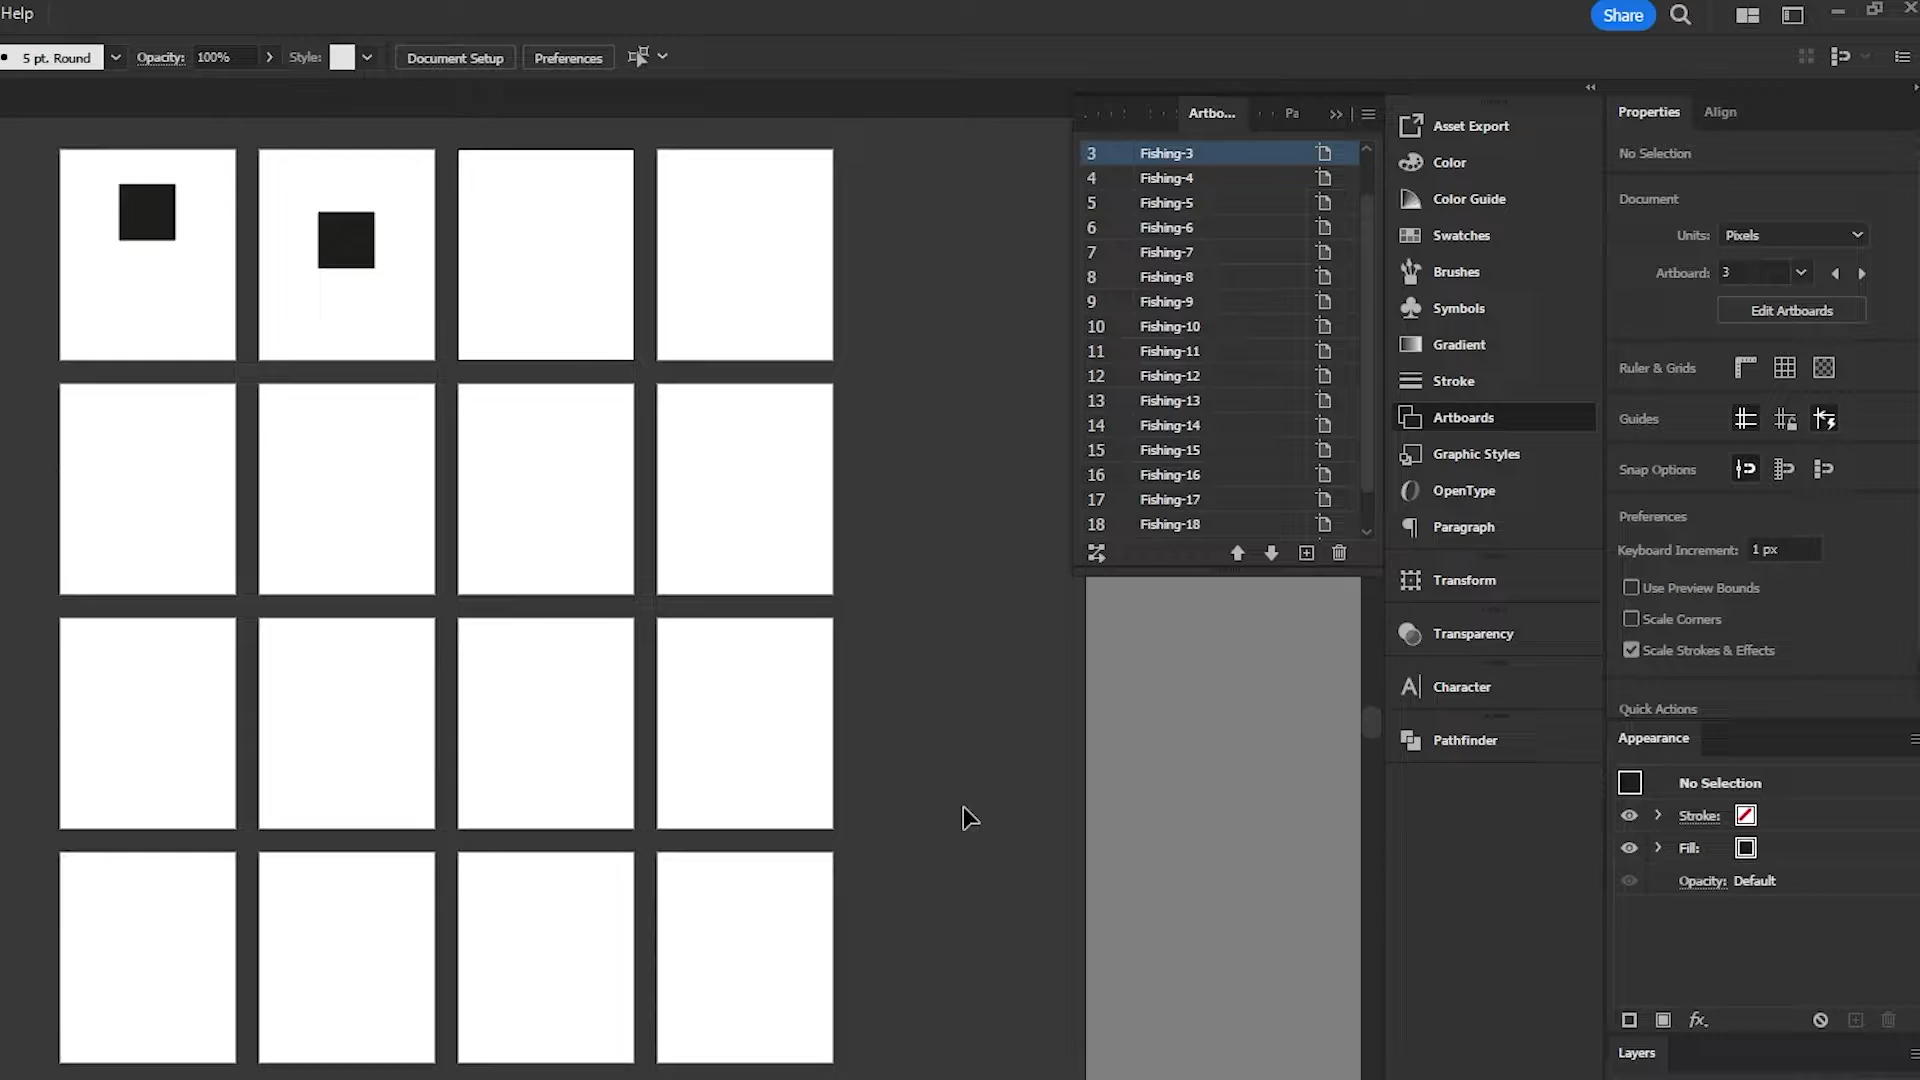 Help
Share
5 pt. Round
Opacity:
100%
Style:
Document Setup
Preferences
Artbo...
Pa
3 Fishing-3
4 Fishing-4
5 Fishing-5
6 Fishing-6
7 Fishing-7
8 Fishing-8
9 Fishing-9
10 Fishing-10
11 Fishing-11
12 Fishing-12
13 Fishing-13
14 Fishing-14
15 Fishing-15
16 Fishing-16
17 Fishing-17
18 Fishing-18
Asset Export
Color
Color Guide
Swatches
Brushes
Symbols
Gradient
Stroke
Artboards
Graphic Styles
OpenType
Paragraph
Transform
Transparency
Character
Pathfinder
Properties
Align
No Selection
Document
Units: Pixels
Artboard: 3
Edit Artboards
Ruler & Grids
Guides
Snap Options
Preferences
Keyboard Increment: 1 px
Use Preview Bounds
Scale Corners
Scale Strokes & Effects
Quick Actions
Appearance
No Selection
Stroke:
Fill:
Opacity: Default
fx.
Layers